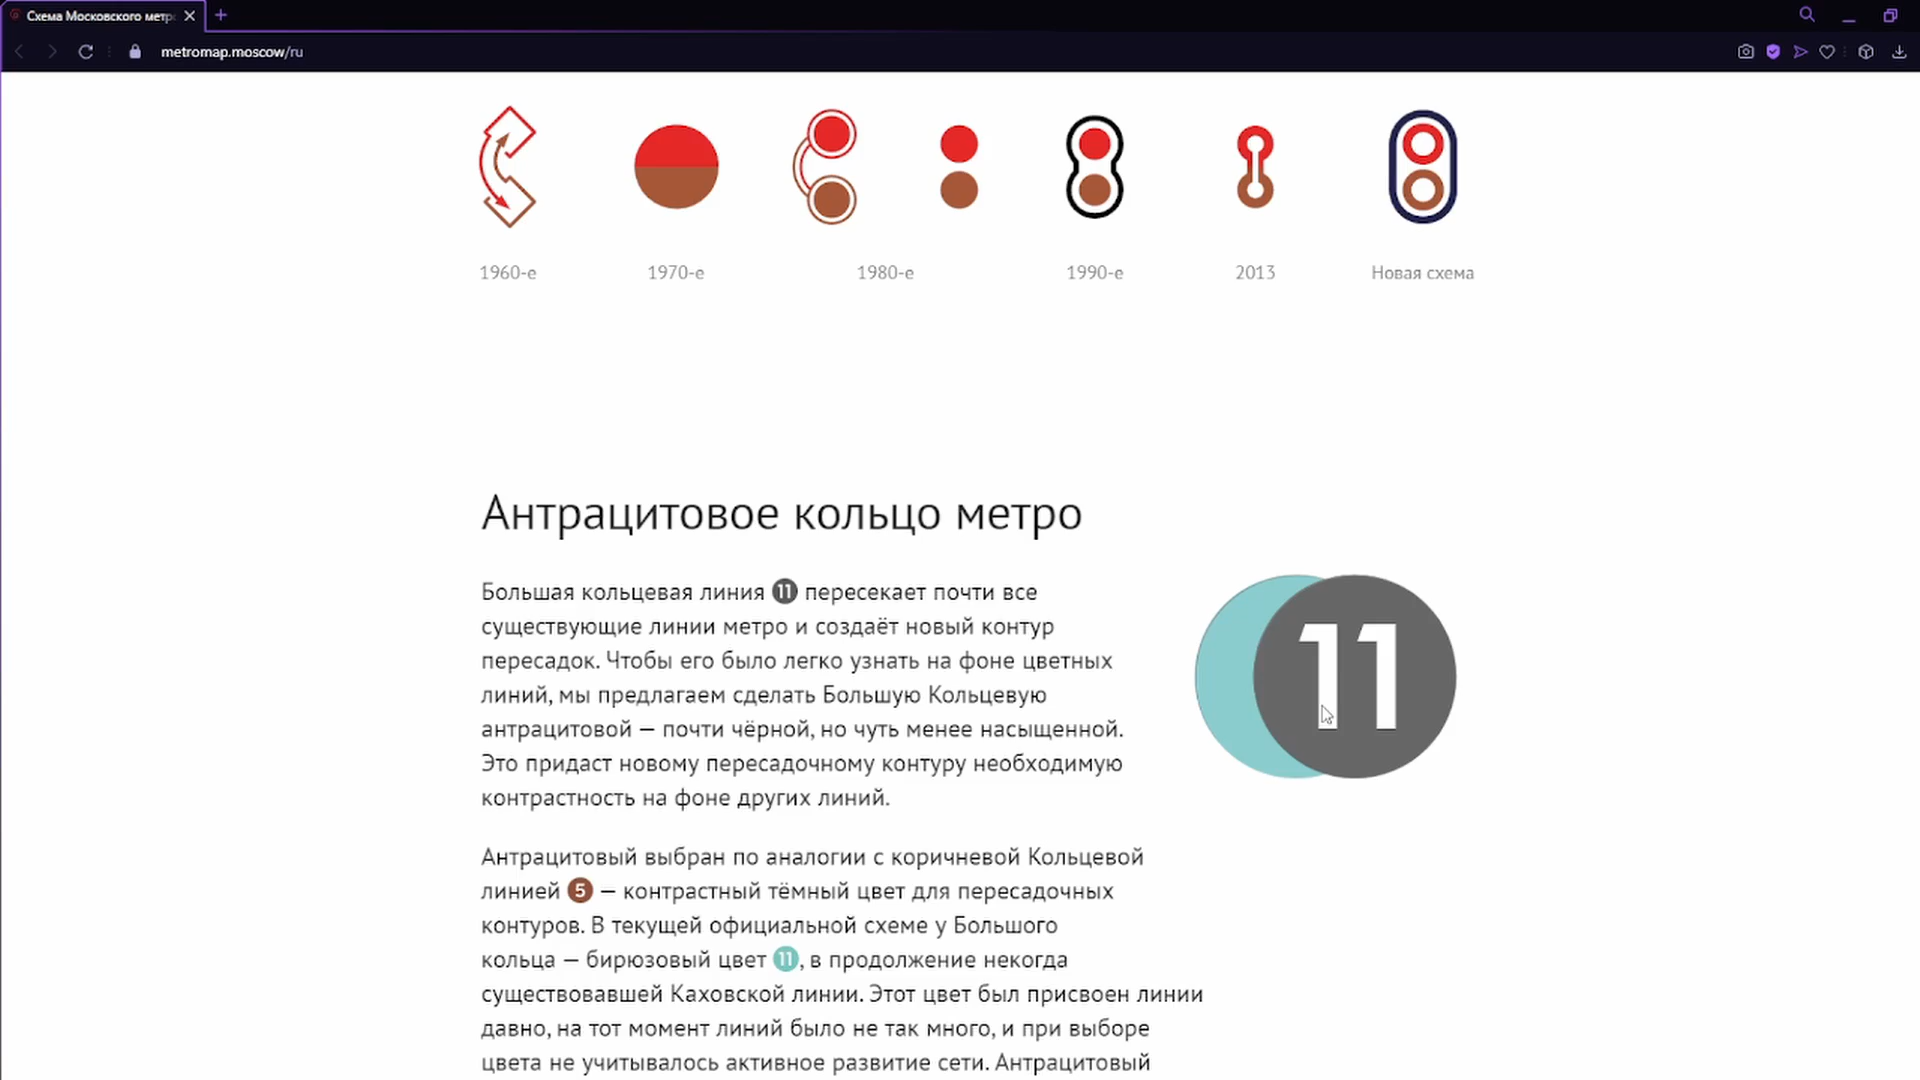 Схема Московского метр
metromap.moscow/ru
1960-е
1970-е
1980-е
1990-е
2013
Новая схема
Антрацитовое кольцо метро
Большая кольцевая линия 11 пересекает почти все
существующие линии метро и создаёт новый контур
пересадок. Чтобы его было легко узнать на фоне цветных
линий, мы предлагаем сделать Большую Кольцевую
антрацитовой — почти чёрной, но чуть менее насыщенной.
Это придаст новому пересадочному контуру необходимую
контрастность на фоне других линий.
11
Антрацитовый выбран по аналогии с коричневой Кольцевой
линией 5 — контрастный тёмный цвет для пересадочных
контуров. В текущей официальной схеме у Большого
кольца — бирюзовый цвет 11, в продолжение некогда
существовавшей Каховской линии. Этот цвет был присвоен линии
давно, на тот момент линий было не так много, и при выборе
цвета не учитывалось активное развитие сети. Антрацитовый